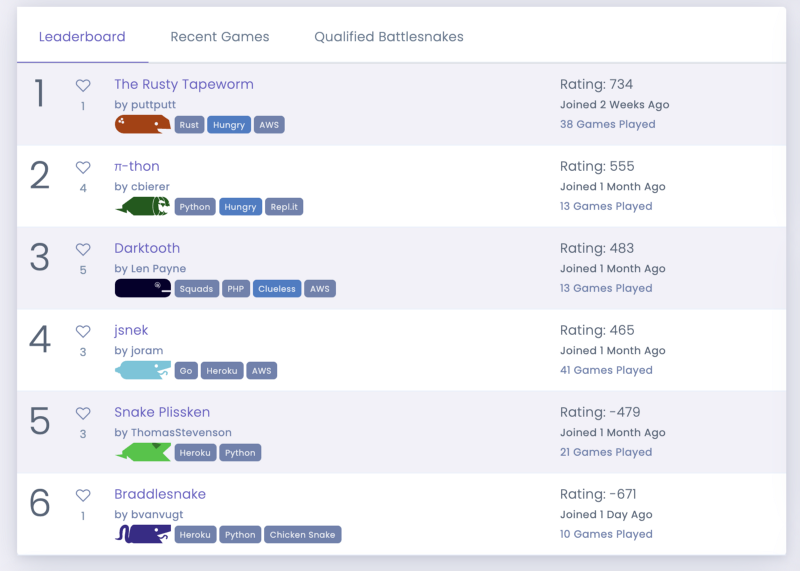 Leaderboard Recent Games Qualified Battlesnakes
1
1
The Rusty Tapeworm
by puttputt
Rust Hungry AWS
Rating: 734
Joined 2 Weeks Ago
38 Games Played
2
4
π-thon
by cbierer
Python Hungry Repl.it
Rating: 555
Joined 1 Month Ago
13 Games Played
3
5
Darktooth
by Len Payne
Squads PHP Clueless AWS
Rating: 483
Joined 1 Month Ago
13 Games Played
4
3
jsnek
by joram
Go Heroku AWS
Rating: 465
Joined 1 Month Ago
41 Games Played
5
3
Snake Plissken
by ThomasStevenson
Heroku Python
Rating: -479
Joined 1 Month Ago
21 Games Played
6
1
Braddlesnake
by bvanvugt
Heroku Python Chicken Snake
Rating: -671
Joined 1 Day Ago
10 Games Played